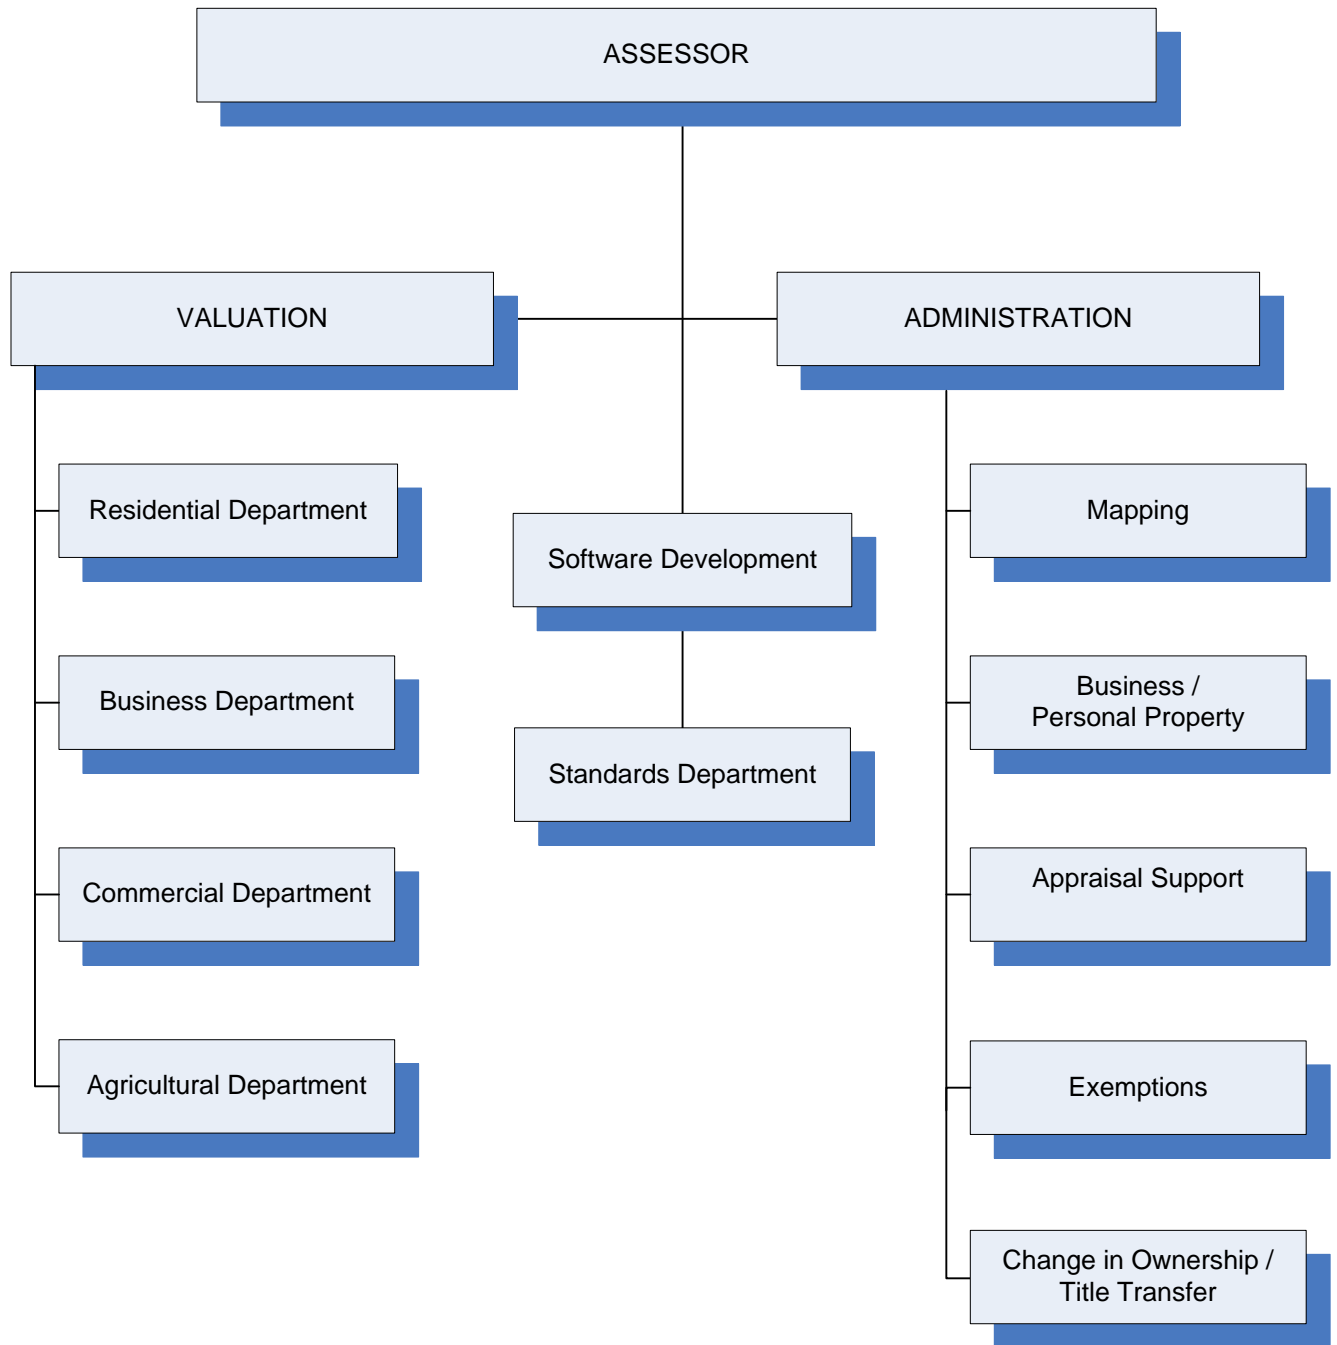 ASSESSOR
VALUATION
ADMINISTRATION
Residential Department
Business Department
Commercial Department
Agricultural Department
Software Development
Standards Department
Mapping
Business /
Personal Property
Appraisal Support
Exemptions
Change in Ownership /
Title Transfer